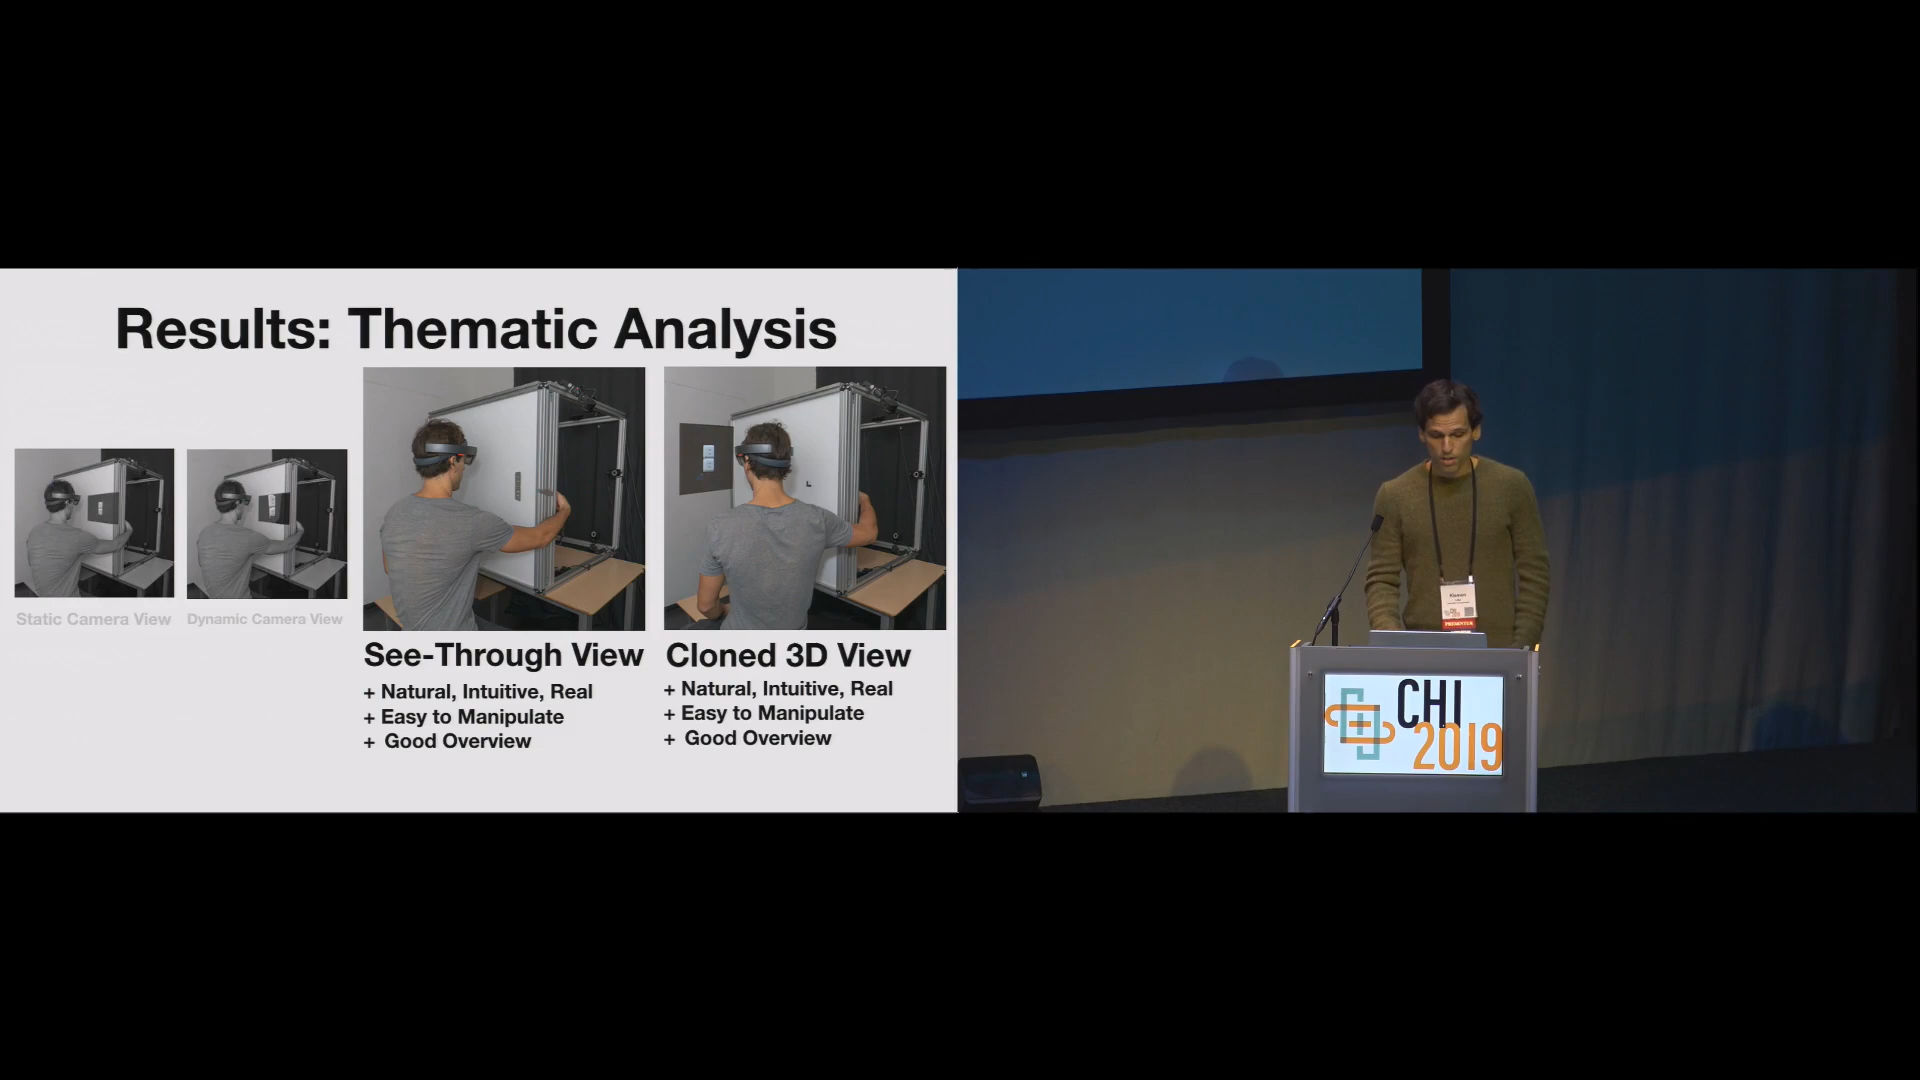 Results: Thematic Analysis
Static Camera View
Dynamic Camera View
See-Through View
+ Natural, Intuitive, Real
+ Easy to Manipulate
+ Good Overview
Cloned 3D View
+ Natural, Intuitive, Real
+ Easy to Manipulate
+ Good Overview
PRESENTER
CHI
2019